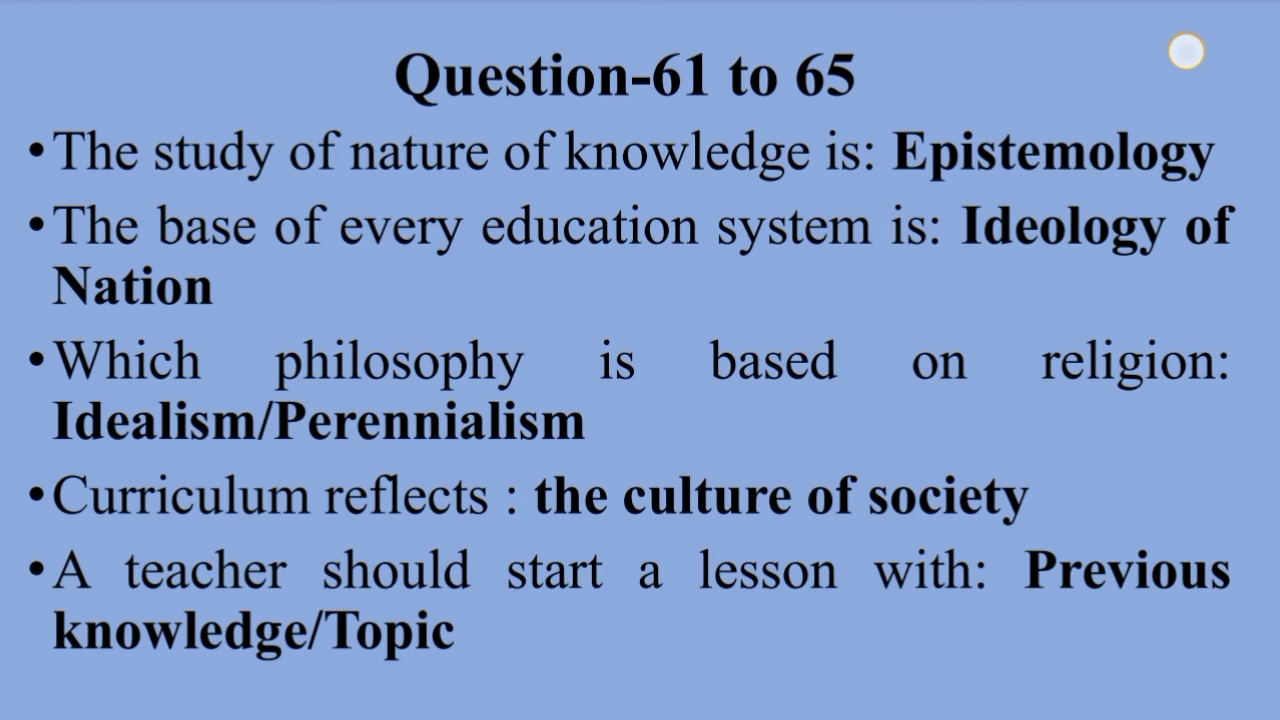 Question-61 to 65
•The study of nature of knowledge is: Epistemology
•The base of every education system is: Ideology of
Nation
•Which philosophy is based on religion:
Idealism/Perennialism
•Curriculum reflects : the culture of society
•A teacher should start a lesson with: Previous
knowledge/Topic